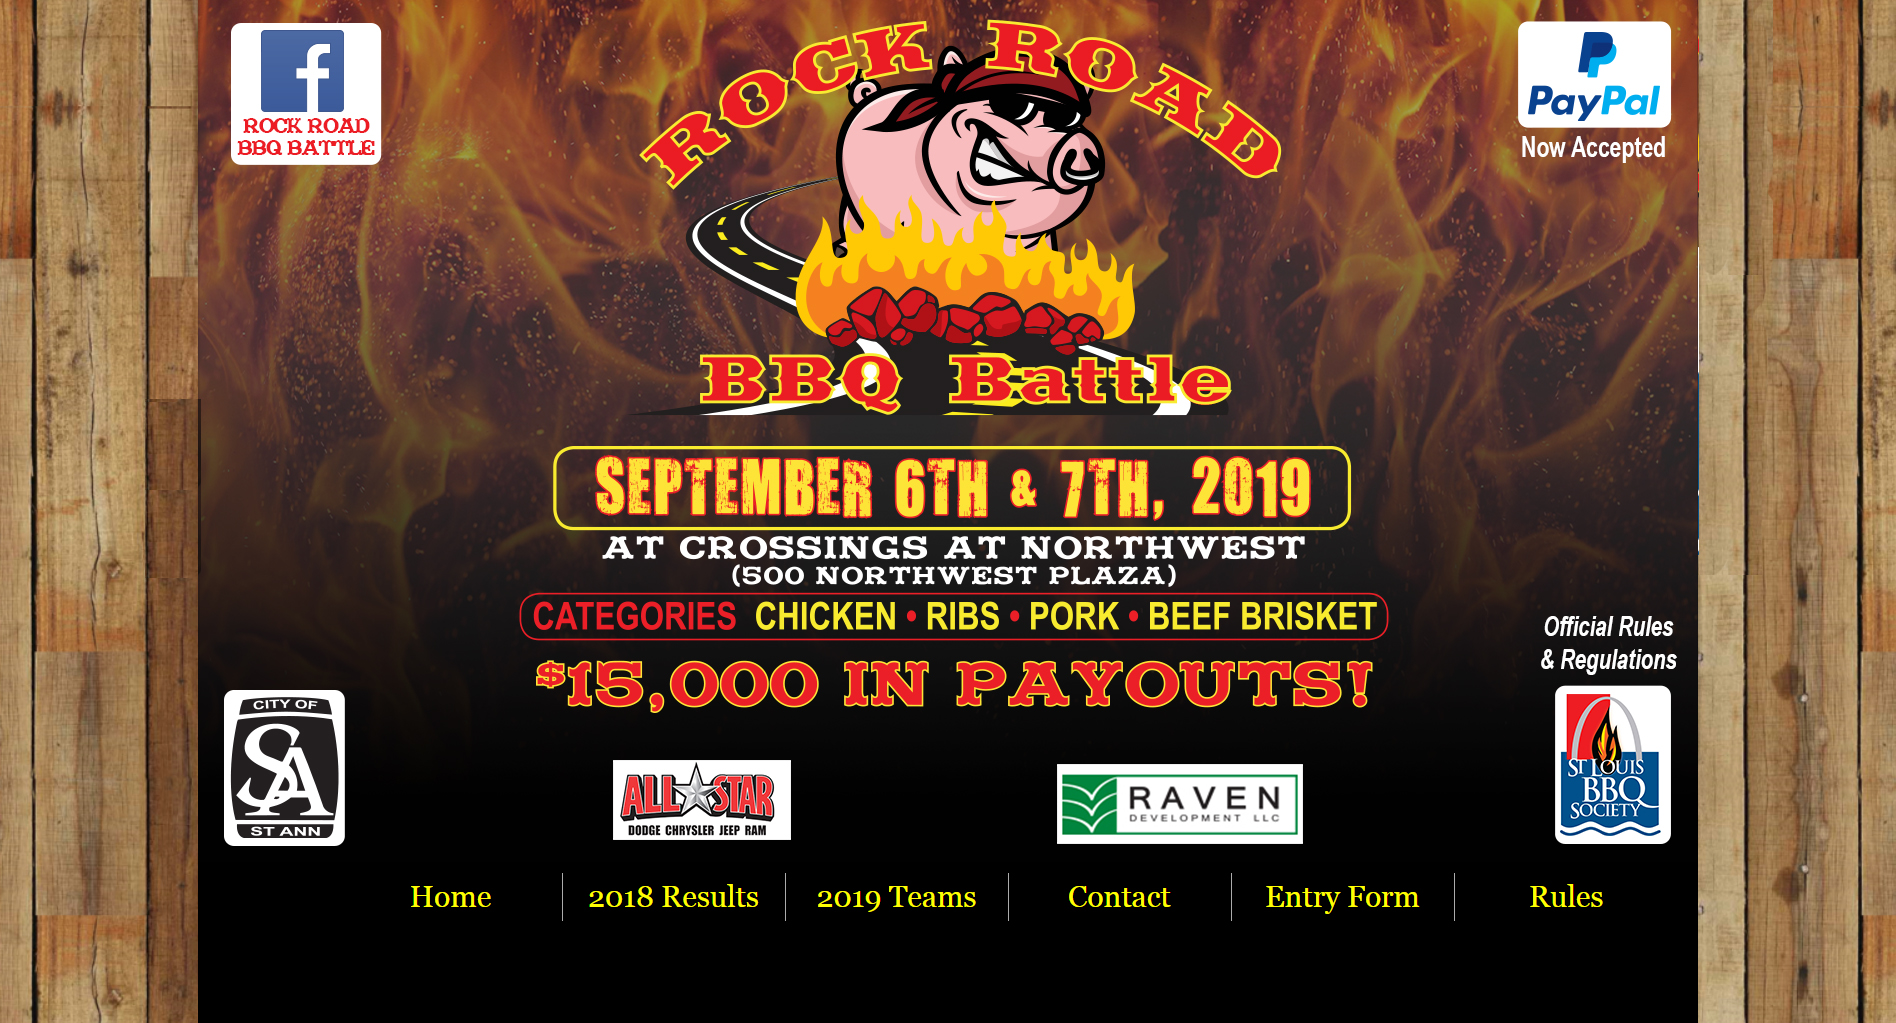 ROCK ROAD
BBQ Battle
f
ROCK ROAD
BBQ BATTLE
PayPal
Now Accepted
SEPTEMBER 6TH & 7TH, 2019
AT CROSSINGS AT NORTHWEST
(500 NORTHWEST PLAZA)
CATEGORIES CHICKEN • RIBS • PORK • BEEF BRISKET
$15,000 IN PAYOUTS!
Official Rules
& Regulations
CITY OF
SA
ST ANN
ALL STAR
DODGE CHRYSLER JEEP RAM
RAVEN
DEVELOPMENT LLC
ST LOUIS
BBQ
SOCIETY
Home
2018 Results
2019 Teams
Contact
Entry Form
Rules